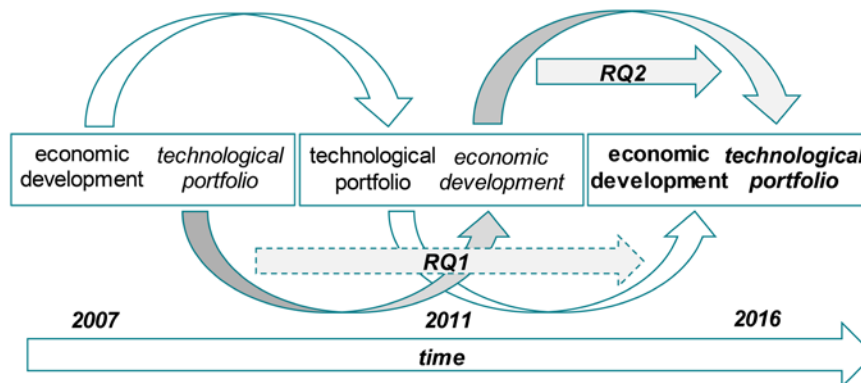 RQ2
economic
development
technological
portfolio
technological
portfolio
economic
development
economic
development
technological
portfolio
RQ1
2007
2011
2016
time